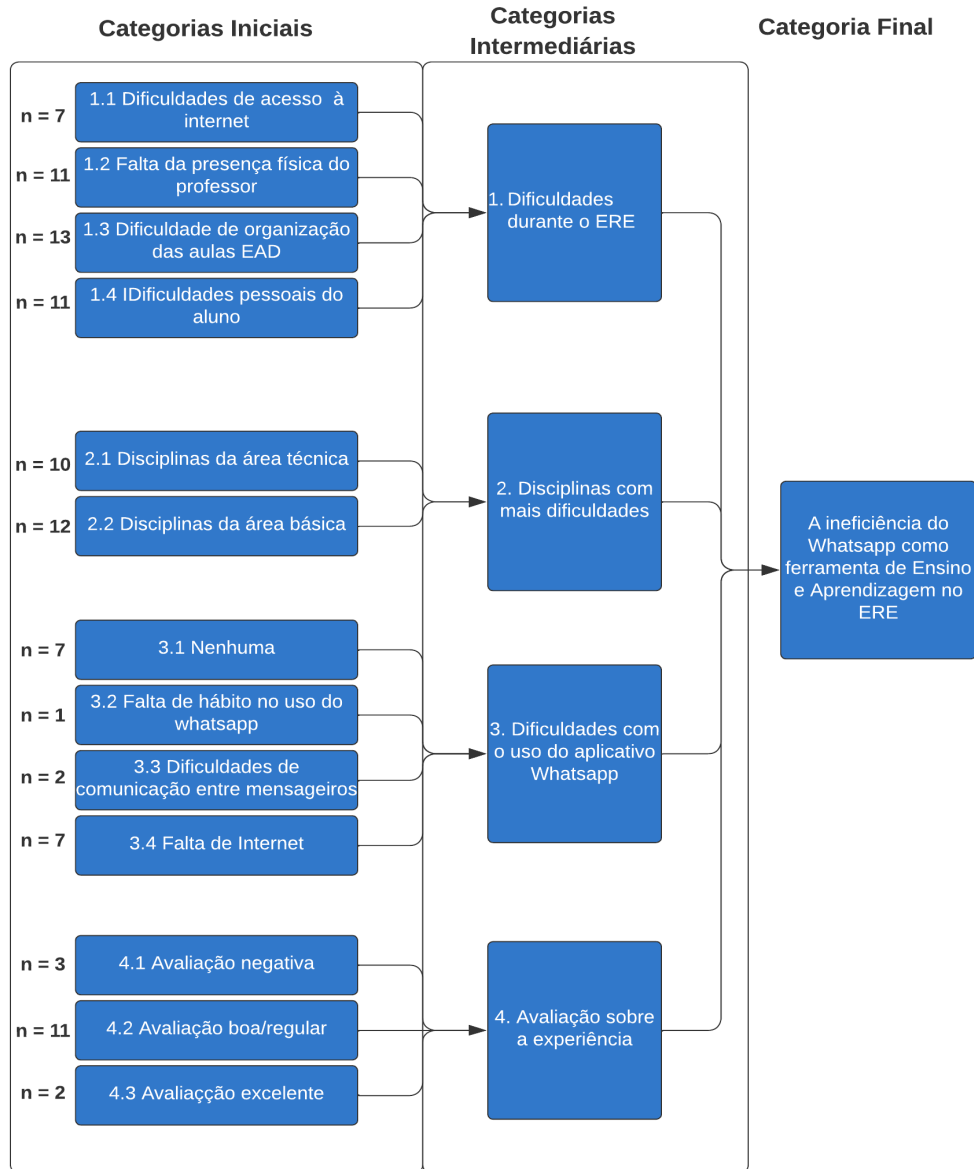 Categorias Iniciais
Categorias
Intermediárias
Categoria Final
n = 7
1.1 Dificuldades de acesso à
internet
n = 11
1.2 Falta da presença física do
professor
n = 13
1.3 Dificuldade de organização
das aulas EAD
n = 11
1.4 IDificuldades pessoais do
aluno
1. Dificuldades
durante o ERE
n = 10
2.1 Disciplinas da área técnica
n = 12
2.2 Disciplinas da área básica
2. Disciplinas com
mais dificuldades
n = 7
3.1 Nenhuma
n = 1
3.2 Falta de hábito no uso do
whatsapp
n = 2
3.3 Dificuldades de
comunicação entre mensageiros
n = 7
3.4 Falta de Internet
3. Dificuldades com
o uso do aplicativo
Whatsapp
n = 3
4.1 Avaliação negativa
n = 11
4.2 Avaliação boa/regular
n = 2
4.3 Avaliaçção excelente
4. Avaliação sobre
a experiência
A ineficiência do
Whatsapp como
ferramenta de Ensino
e Aprendizagem no
ERE